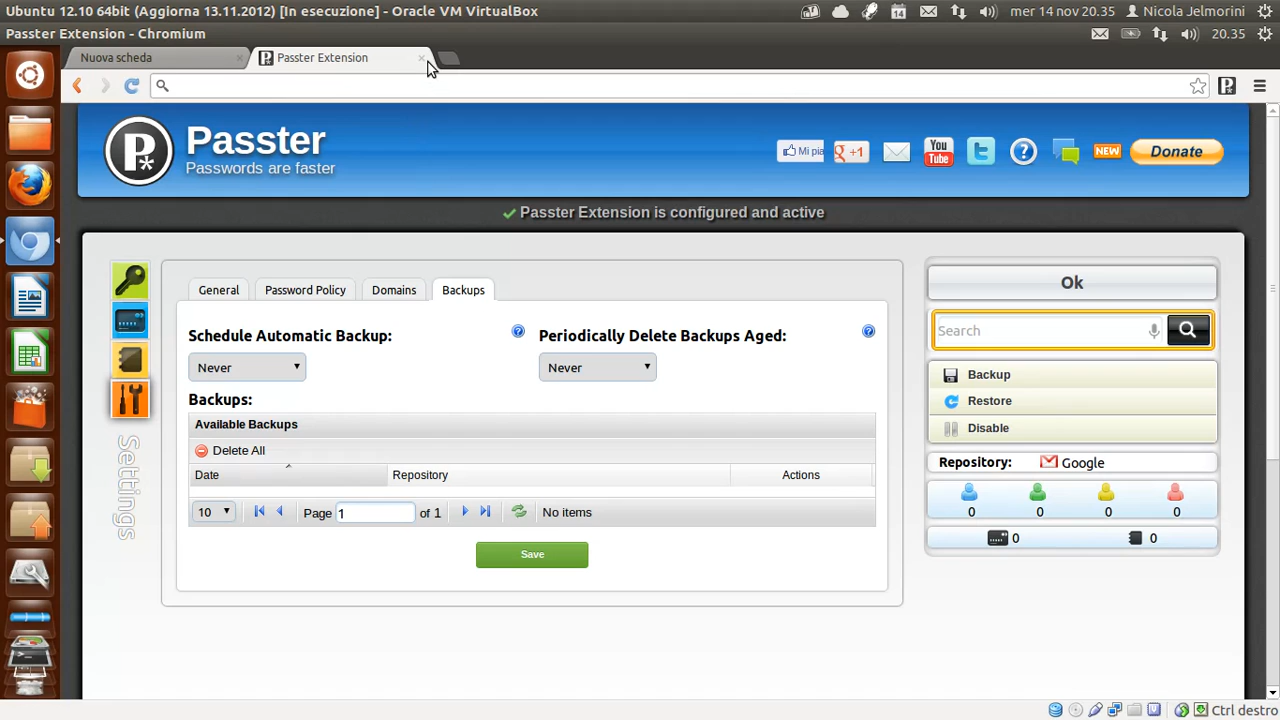 Ubuntu 12.10 64bit (Aggiorna 13.11.2012) [In esecuzione] - Oracle VM VirtualBox
14
mer 14 nov 20.35
Nicola Jelmorini
Passter Extension - Chromium
20.35
Nuova scheda
Passter Extension
Passter
Passwords are faster
Mi pia
+1
You Tube
NEW
Donate
Passter Extension is configured and active
General
Password Policy
Domains
Backups
Ok
Schedule Automatic Backup:
Periodically Delete Backups Aged:
Search
Never
Never
Backup
Backups:
Restore
Available Backups
Disable
Delete All
Repository:
Google
Date
Repository
Actions
0
0
0
0
10
Page
1
of 1
No items
0
0
Save
Settings
Ctrl destro